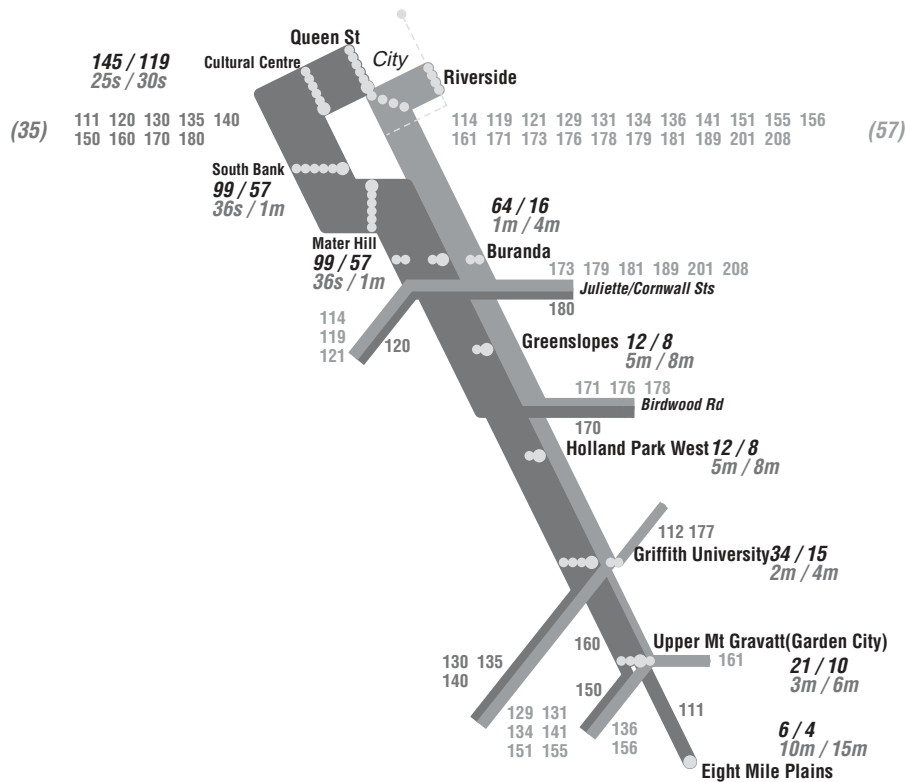 Queen St
City
145 / 119
Cultural Centre
25s / 30s
Riverside
(35)
111 120 130 135 140
150 160 170 180
114 119 121 129 131 134 136 141 151 155 156
161 171 173 176 178 179 181 189 201 208
(57)
South Bank
99 / 57
36s / 1m
64 / 16
1m / 4m
Mater Hill
99 / 57
36s / 1m
Buranda
173 179 181 189 201 208
Juliette/Cornwall Sts
180
114
119
121
120
Greenslopes 12 / 8
5m / 8m
171 176 178
Birdwood Rd
170
Holland Park West 12 / 8
5m / 8m
112 177
Griffith University 34 / 15
2m / 4m
160
Upper Mt Gravatt(Garden City)
161
21 / 10
3m / 6m
130 135
140
150
129 131
134 141
151 155
136
156
111
6 / 4
10m / 15m
Eight Mile Plains